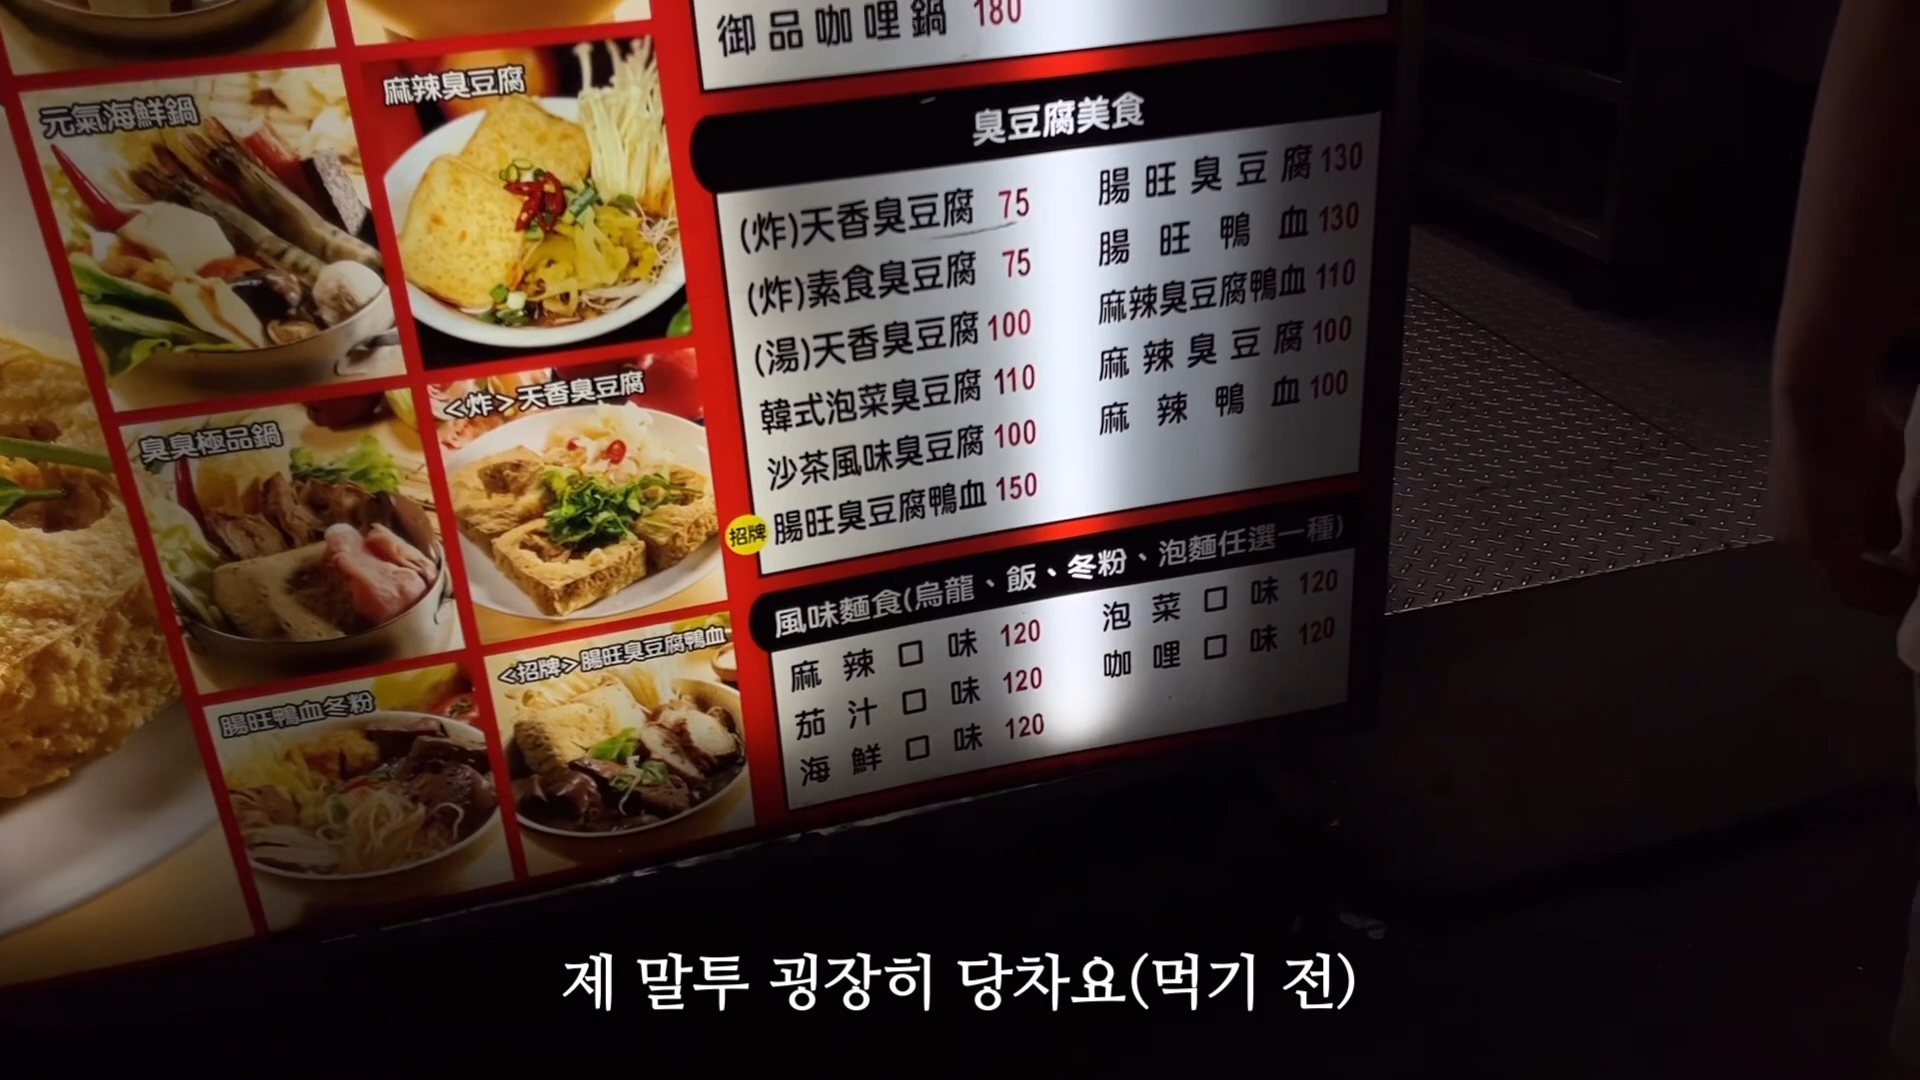 御品咖哩鍋 180
元氣海鮮鍋
麻辣臭豆腐
臭臭極品鍋
<炸>天香臭豆腐
腸旺鴨血冬粉
<招牌>腸旺臭豆腐鴨血
臭豆腐美食
(炸)天香臭豆腐 75
(炸)素食臭豆腐 75
(湯)天香臭豆腐 100
韓式泡菜臭豆腐 110
沙茶風味臭豆腐 100
招牌 腸旺臭豆腐鴨血 150
腸旺臭豆腐 130
腸旺鴨血 130
麻辣臭豆腐鴨血 110
麻辣臭豆腐 100
麻辣鴨血 100
風味麵食(烏龍、飯、冬粉、泡麵任選一種)
麻辣口味 120
茄汁口味 120
海鮮口味 120
泡菜口味 120
咖哩口味 120
제 말투 굉장히 당차요(먹기 전)